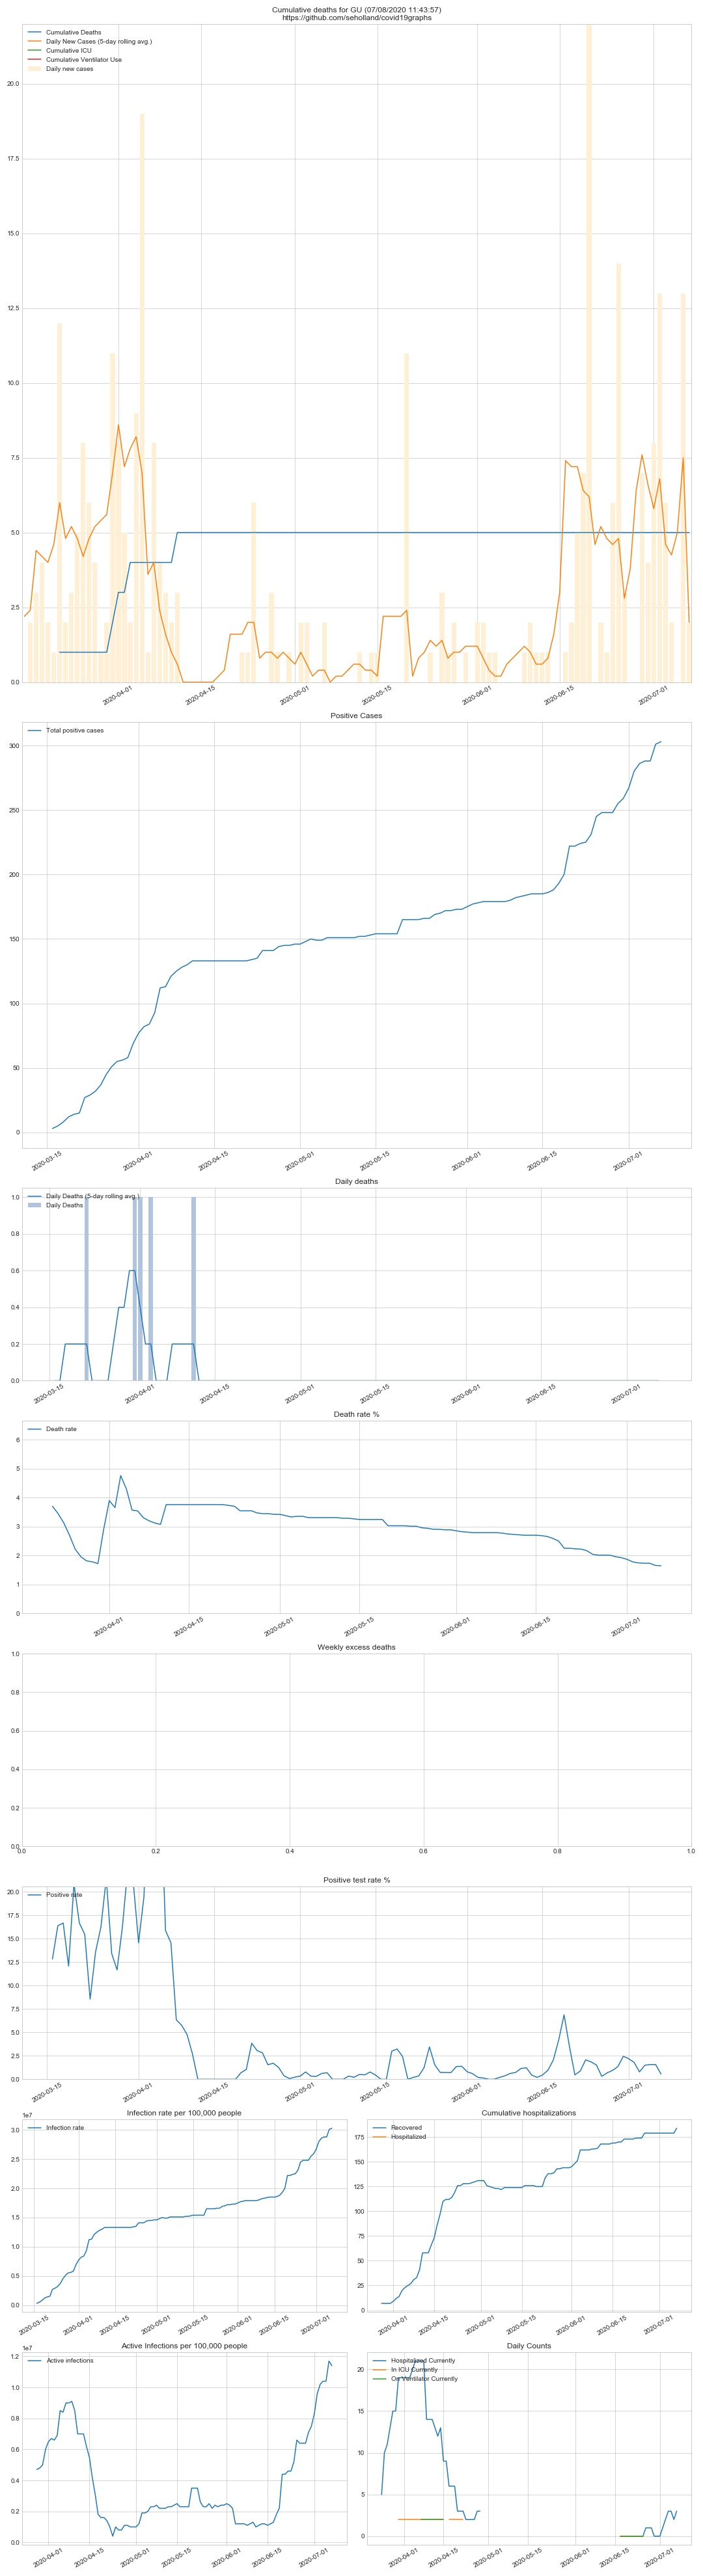 Cumulative deaths for GU (07/08/2020 11:43:57)
https://github.com/seholland/covid19graphs
Cumulative Deaths
Daily New Cases (5-day rolling avg.)
Cumulative ICU
Cumulative Ventilator Use
Daily new cases
20.0
17.5
15.0
12.5
10.0
7.5
5.0
2.5
0.0
2020-04-01 2020-04-15 2020-05-01 2020-05-15 2020-06-01 2020-06-15 2020-07-01
Positive Cases
Total positive cases
300
250
200
150
100
50
0
2020-03-15 2020-04-01 2020-04-15 2020-05-01 2020-05-15 2020-06-01 2020-06-15 2020-07-01
Daily deaths
Daily Deaths (5-day rolling avg.)
Daily Deaths
1.0
0.8
0.6
0.4
0.2
0.0
2020-03-15 2020-04-01 2020-04-15 2020-05-01 2020-05-15 2020-06-01 2020-06-15 2020-07-01
Death rate %
Death rate
6
5
4
3
2
1
0
2020-04-01 2020-04-15 2020-05-01 2020-05-15 2020-06-01 2020-06-15 2020-07-01
Weekly excess deaths
1.0
0.8
0.6
0.4
0.2
0.0
0.0 0.2 0.4 0.6 0.8 1.0
Positive test rate %
Positive rate
20.0
17.5
15.0
12.5
10.0
7.5
5.0
2.5
0.0
2020-03-15 2020-04-01 2020-04-15 2020-05-01 2020-05-15 2020-06-01 2020-06-15 2020-07-01
Infection rate per 100,000 people
1e7
Infection rate
3.0
2.5
2.0
1.5
1.0
0.5
0.0
2020-03-15 2020-04-01 2020-04-15 2020-05-01 2020-05-15 2020-06-01 2020-06-15 2020-07-01
Cumulative hospitalizations
Recovered
Hospitalized
175
150
125
100
75
50
25
0
2020-04-01 2020-04-15 2020-05-01 2020-05-15 2020-06-01 2020-06-15 2020-07-01
Active Infections per 100,000 people
1e7
Active infections
1.2
1.0
0.8
0.6
0.4
0.2
0.0
2020-04-01 2020-04-15 2020-05-01 2020-05-15 2020-06-01 2020-06-15 2020-07-01
Daily Counts
Hospitalized Currently
In ICU Currently
On Ventilator Currently
20
15
10
5
0
2020-04-01 2020-04-15 2020-05-01 2020-05-15 2020-06-01 2020-06-15 2020-07-01